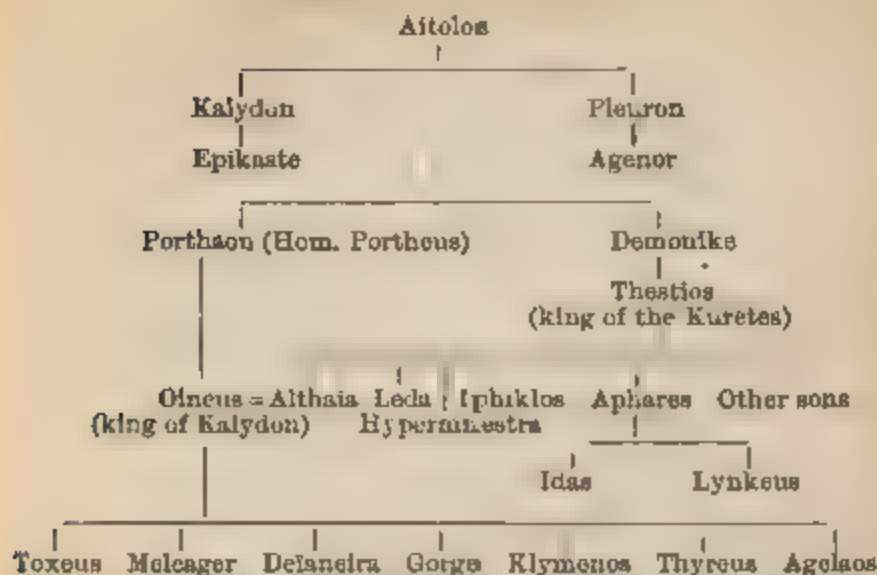 Aitolos
Kalydon Pleuron
Epikaste Agenor
Porthaon (Hom. Portheus) Demonike
Thestios
(king of the Kuretes)
Oineus = Althaia Leda Iphiklos Aphares Other sons
(king of Kalydon) Hypermnestra
Idas Lynkeus
Toxeus Meleager Deïaneira Gorge Klymenos Thyreus Agelaos